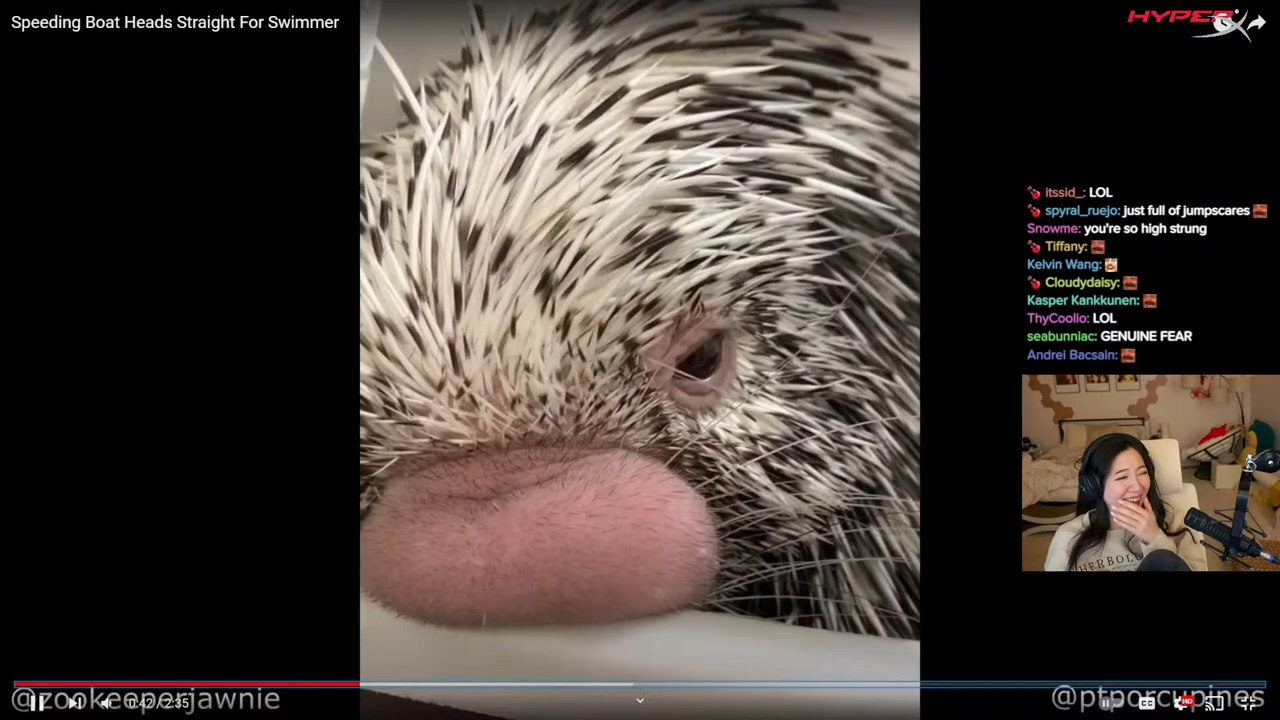 Speeding Boat Heads Straight For Swimmer
HYPERX
itssid_: LOL
spyral_ruejo: just full of jumpscares
Snowme: you're so high strung
Tiffany:
Kelvin Wang:
Cloudydaisy:
Kasper Kankkunen:
ThyCoollo: LOL
seabunniac: GENUINE FEAR
Andrei Bacsain:
HERBOLO
@zookeeperjawnie
0:42 / 2:35
@ptporcupines
CC
HD